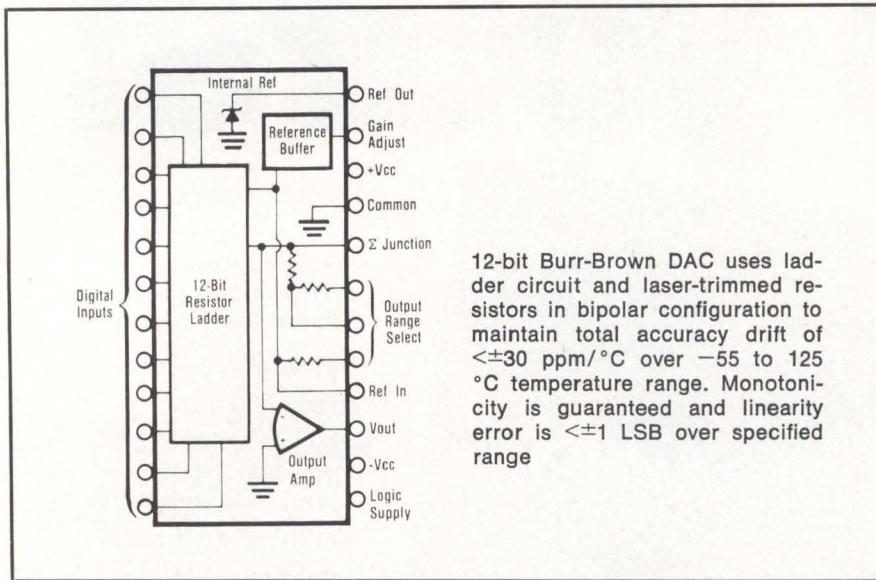 Internal Ref
Ref Out
Reference
Buffer
Gain
Adjust
+Vcc
Common
Σ Junction
Digital
Inputs
12-Bit
Resistor
Ladder
Output
Range
Select
Ref In
Vout
-
+
Output
Amp
-Vcc
Logic
Supply
12-bit Burr-Brown DAC uses lad-
der circuit and laser-trimmed re-
sistors in bipolar configuration to
maintain total accuracy drift of
<±30 ppm/°C over −55 to 125
°C temperature range. Monotoni-
city is guaranteed and linearity
error is <±1 LSB over specified
range